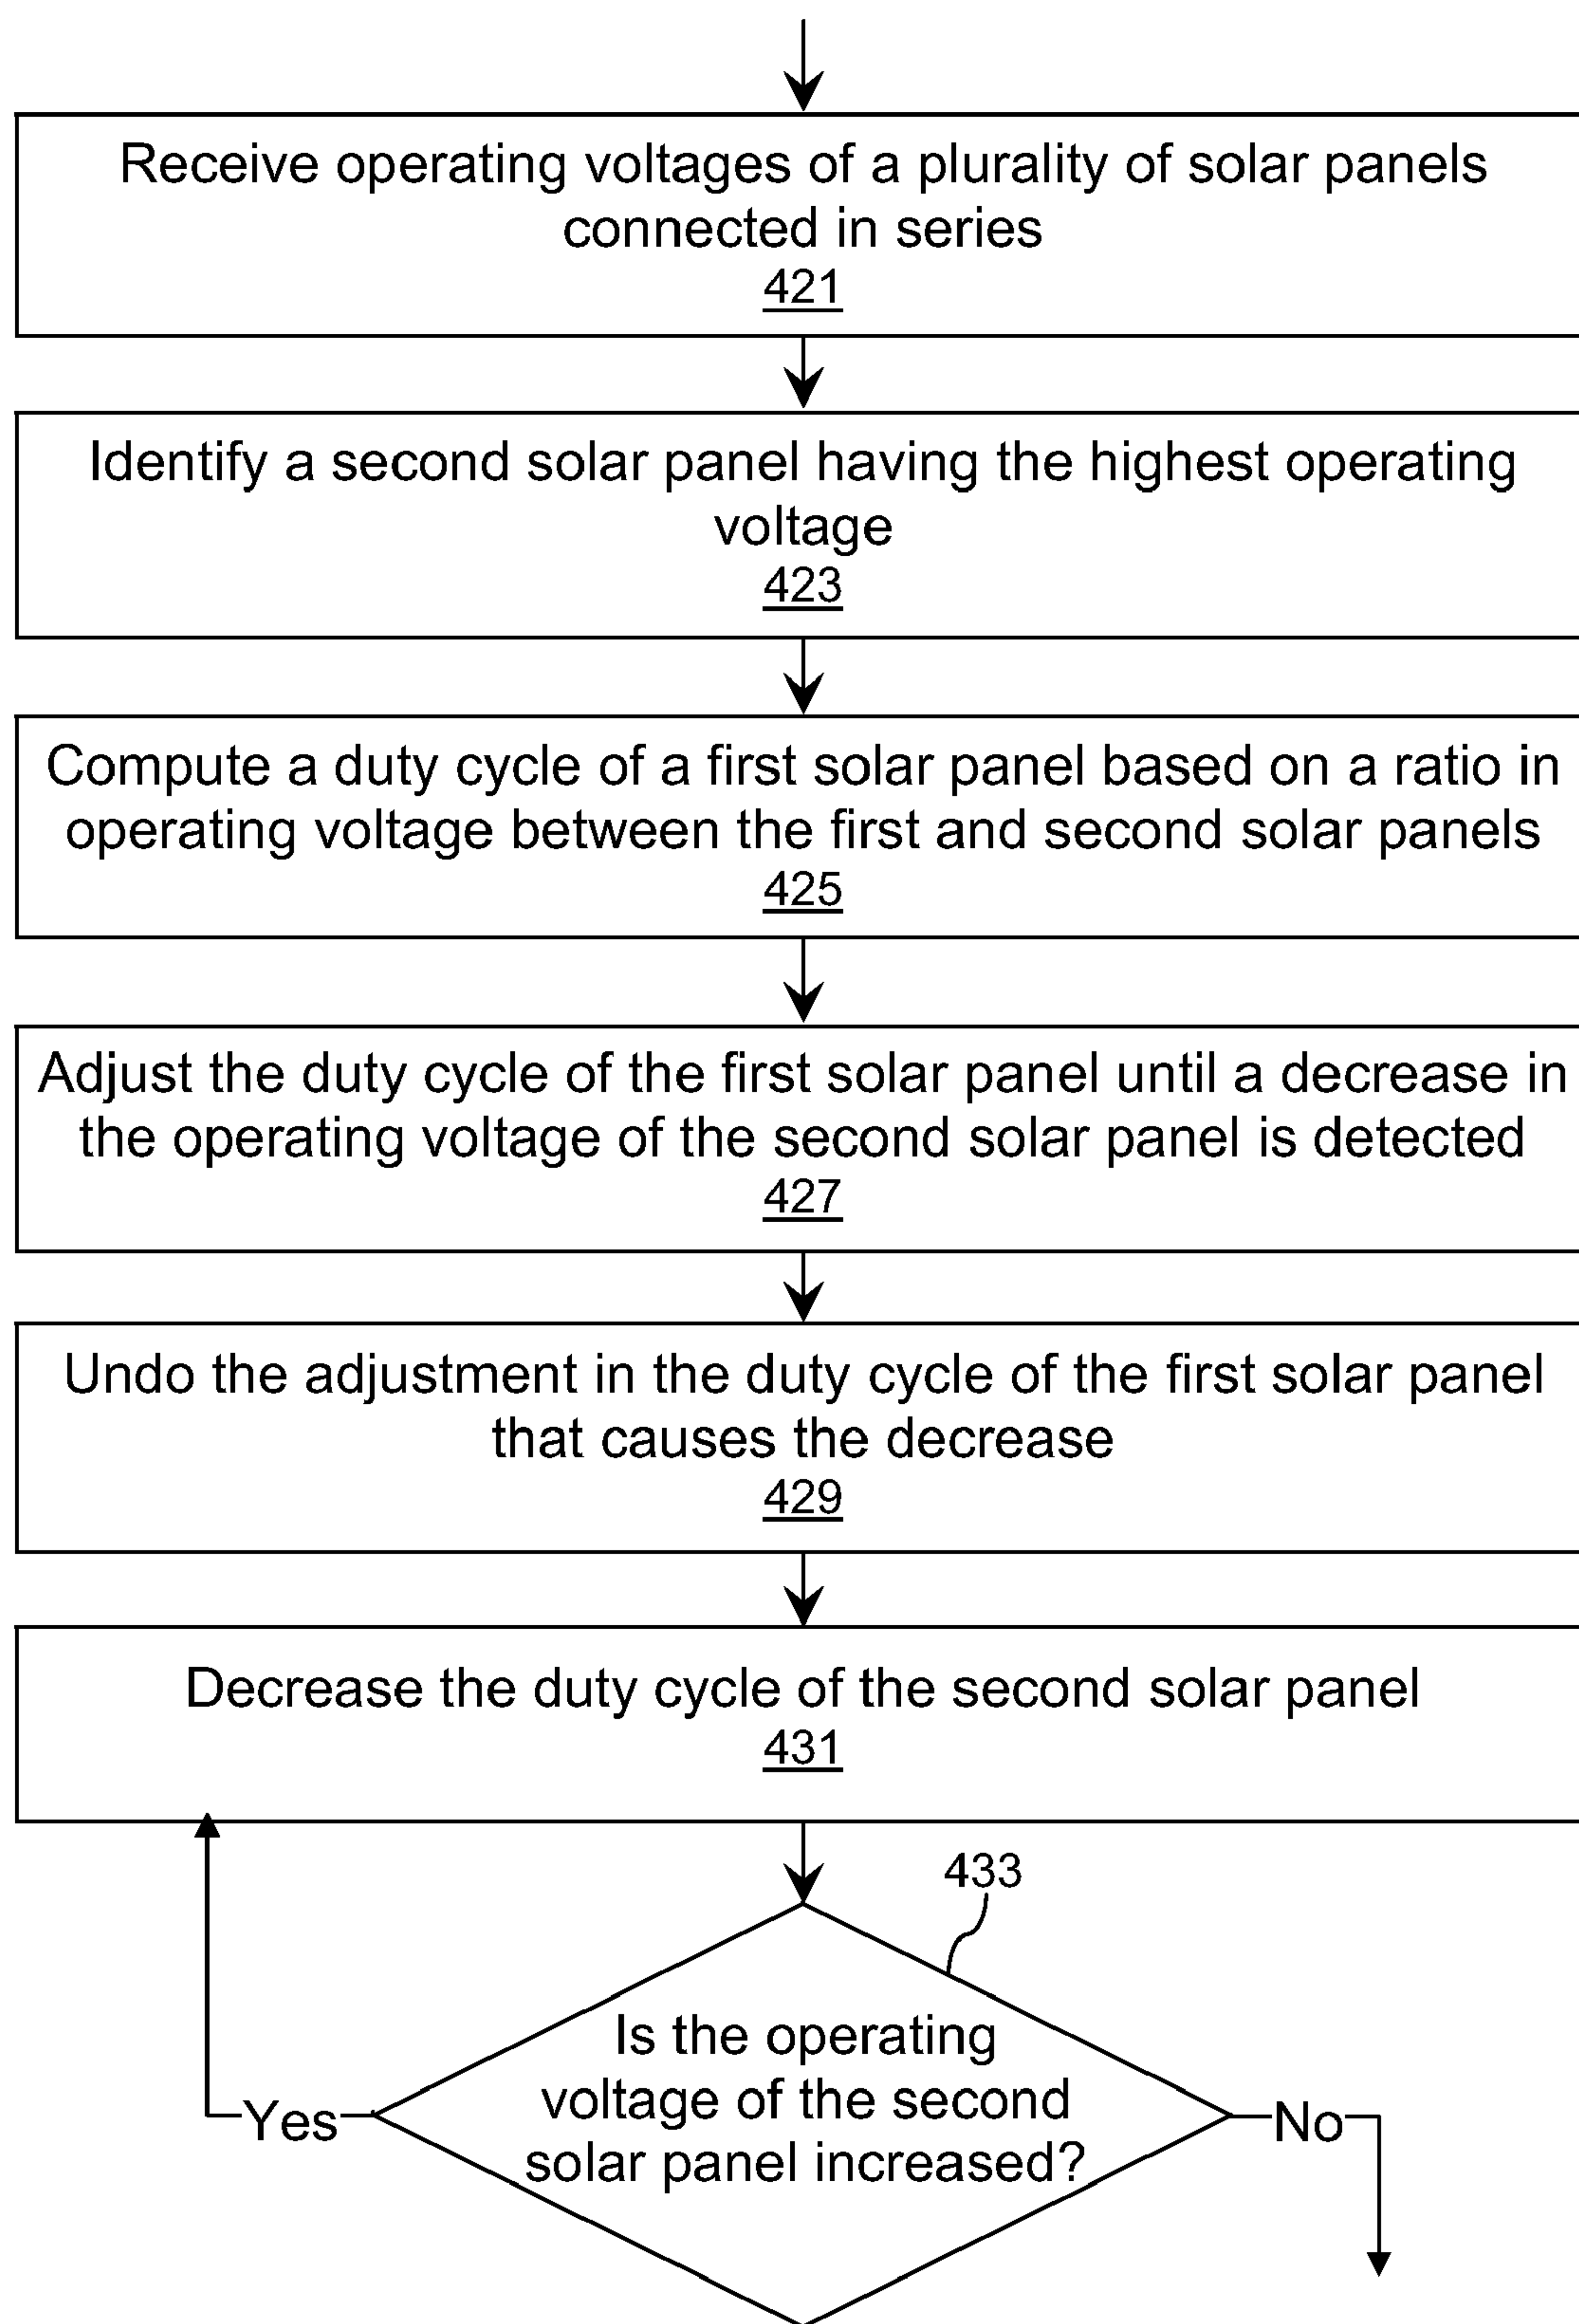 Receive operating voltages of a plurality of solar panels
connected in series
421
Identify a second solar panel having the highest operating
voltage
423
Compute a duty cycle of a first solar panel based on a ratio in
operating voltage between the first and second solar panels
425
Adjust the duty cycle of the first solar panel until a decrease in
the operating voltage of the second solar panel is detected
427
Undo the adjustment in the duty cycle of the first solar panel
that causes the decrease
429
Decrease the duty cycle of the second solar panel
431
433
Is the operating
voltage of the second
solar panel increased?
Yes
No